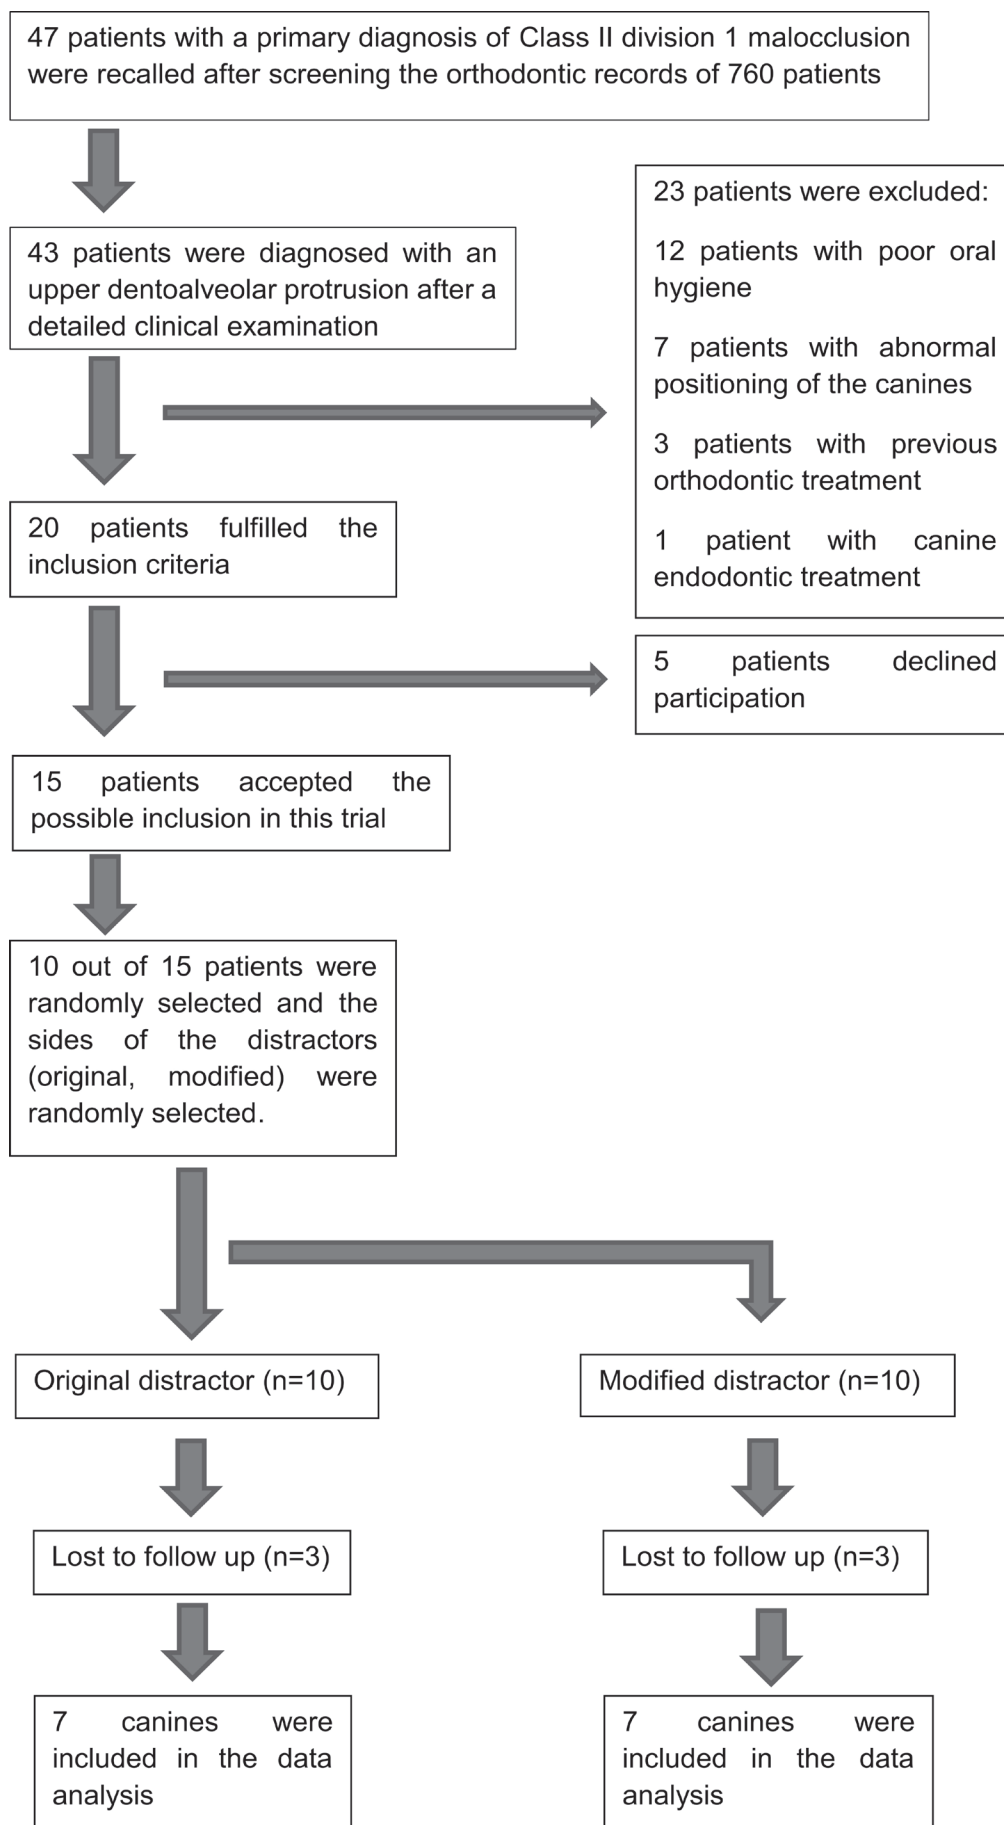 47 patients with a primary diagnosis of Class II division 1 malocclusion
were recalled after screening the orthodontic records of 760 patients
43 patients were diagnosed with an
upper dentoalveolar protrusion after a
detailed clinical examination
23 patients were excluded:
12 patients with poor oral
hygiene
7 patients with abnormal
positioning of the canines
3 patients with previous
orthodontic treatment
1 patient with canine
endodontic treatment
20 patients fulfilled the
inclusion criteria
5 patients declined
participation
15 patients accepted the
possible inclusion in this trial
10 out of 15 patients were
randomly selected and the
sides of the distractors
(original, modified) were
randomly selected.
Original distractor (n=10)
Modified distractor (n=10)
Lost to follow up (n=3)
Lost to follow up (n=3)
7 canines were
included in the data
analysis
7 canines were
included in the data
analysis